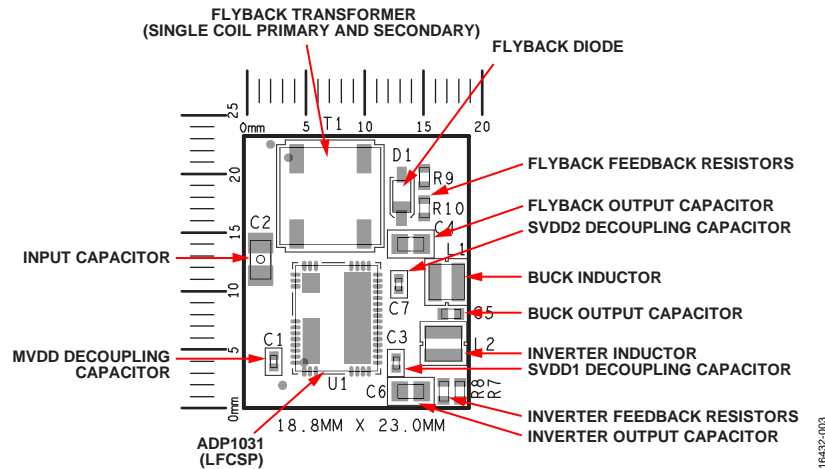 FLYBACK TRANSFORMER
(SINGLE COIL PRIMARY AND SECONDARY)
FLYBACK DIODE
25
0mm
5
10
15
20
T1
D1
R9
FLYBACK FEEDBACK RESISTORS
20
R10
FLYBACK OUTPUT CAPACITOR
C2
C4
SVDD2 DECOUPLING CAPACITOR
15
L1
INPUT CAPACITOR
BUCK INDUCTOR
10
C7
C5
BUCK OUTPUT CAPACITOR
C1
C3
L2
INVERTER INDUCTOR
5
MVDD DECOUPLING
CAPACITOR
SVDD1 DECOUPLING CAPACITOR
U1
C6
R8
R7
0mm
INVERTER FEEDBACK RESISTORS
18.8MM X 23.0MM
INVERTER OUTPUT CAPACITOR
ADP1031
(LFCSP)
16432-003